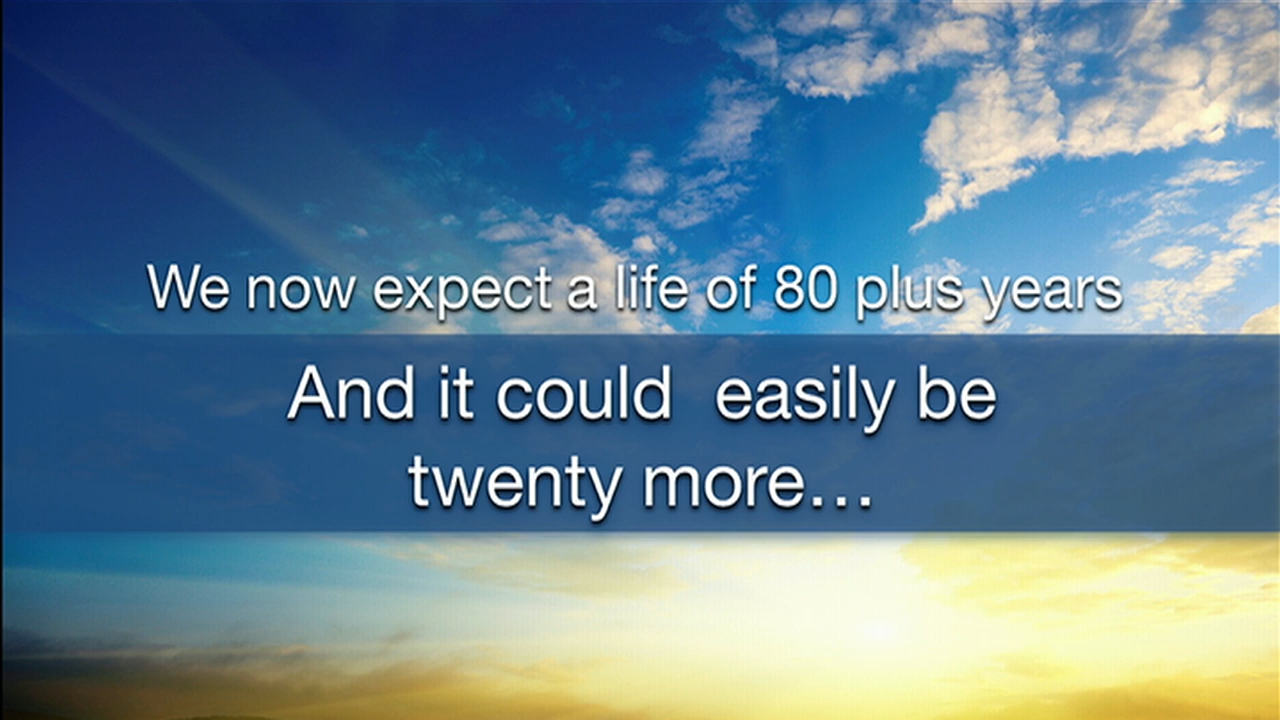 We now expect a life of 80 plus years
And it could  easily be
twenty more…